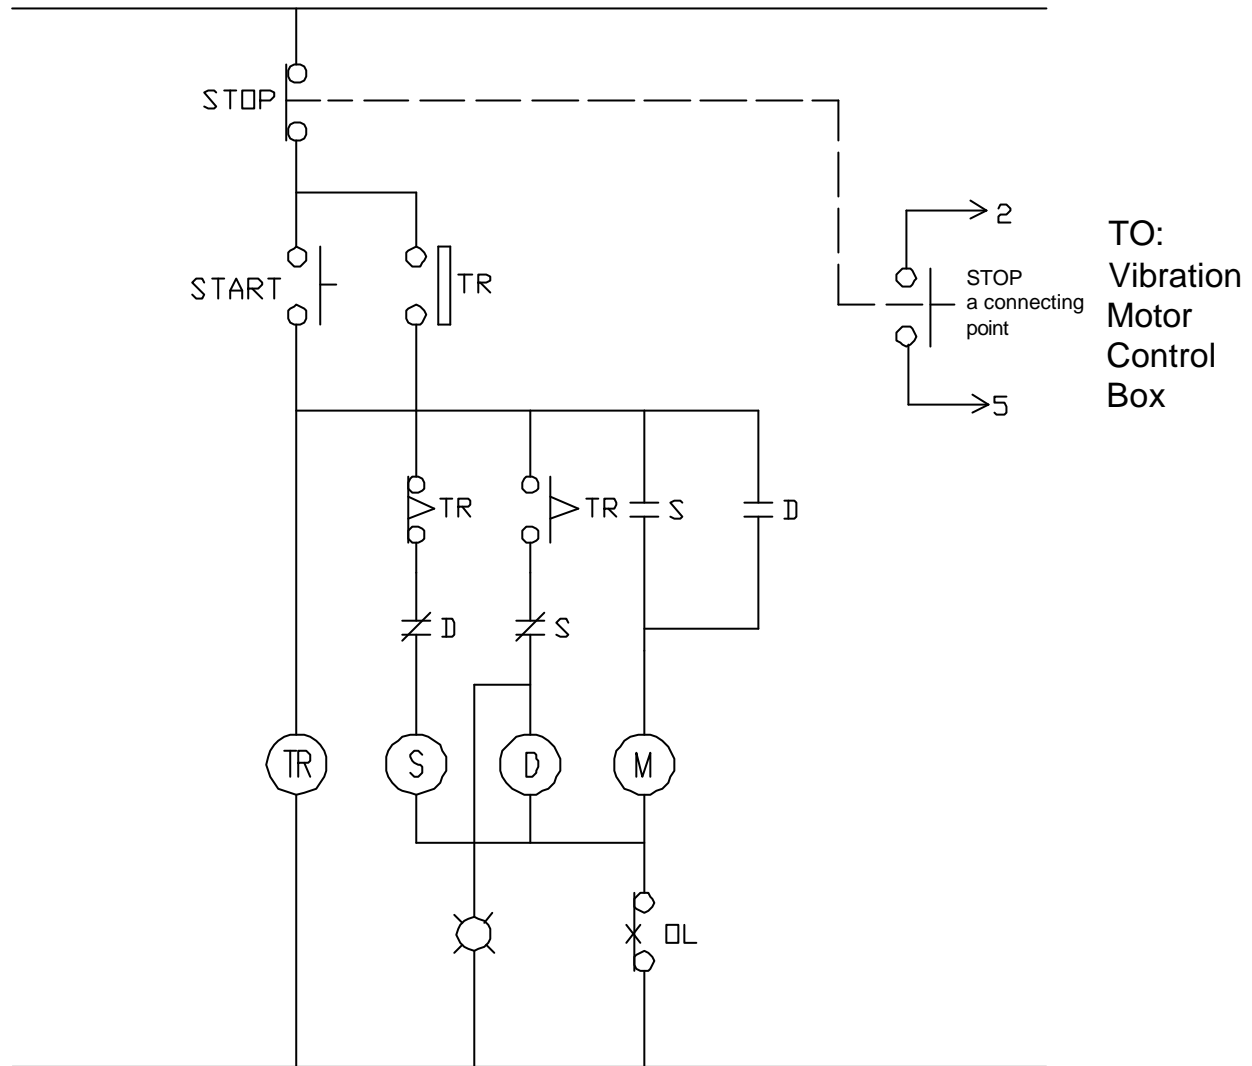 STOP
2
TO:
Vibration
Motor
Control
Box
STOP
a connecting
point
START
TR
5
TR
TR
S
D
D
S
TR
S
D
M
OL